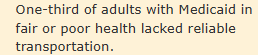 One-third of adults with Medicaid in
fair or poor health lacked reliable
transportation.